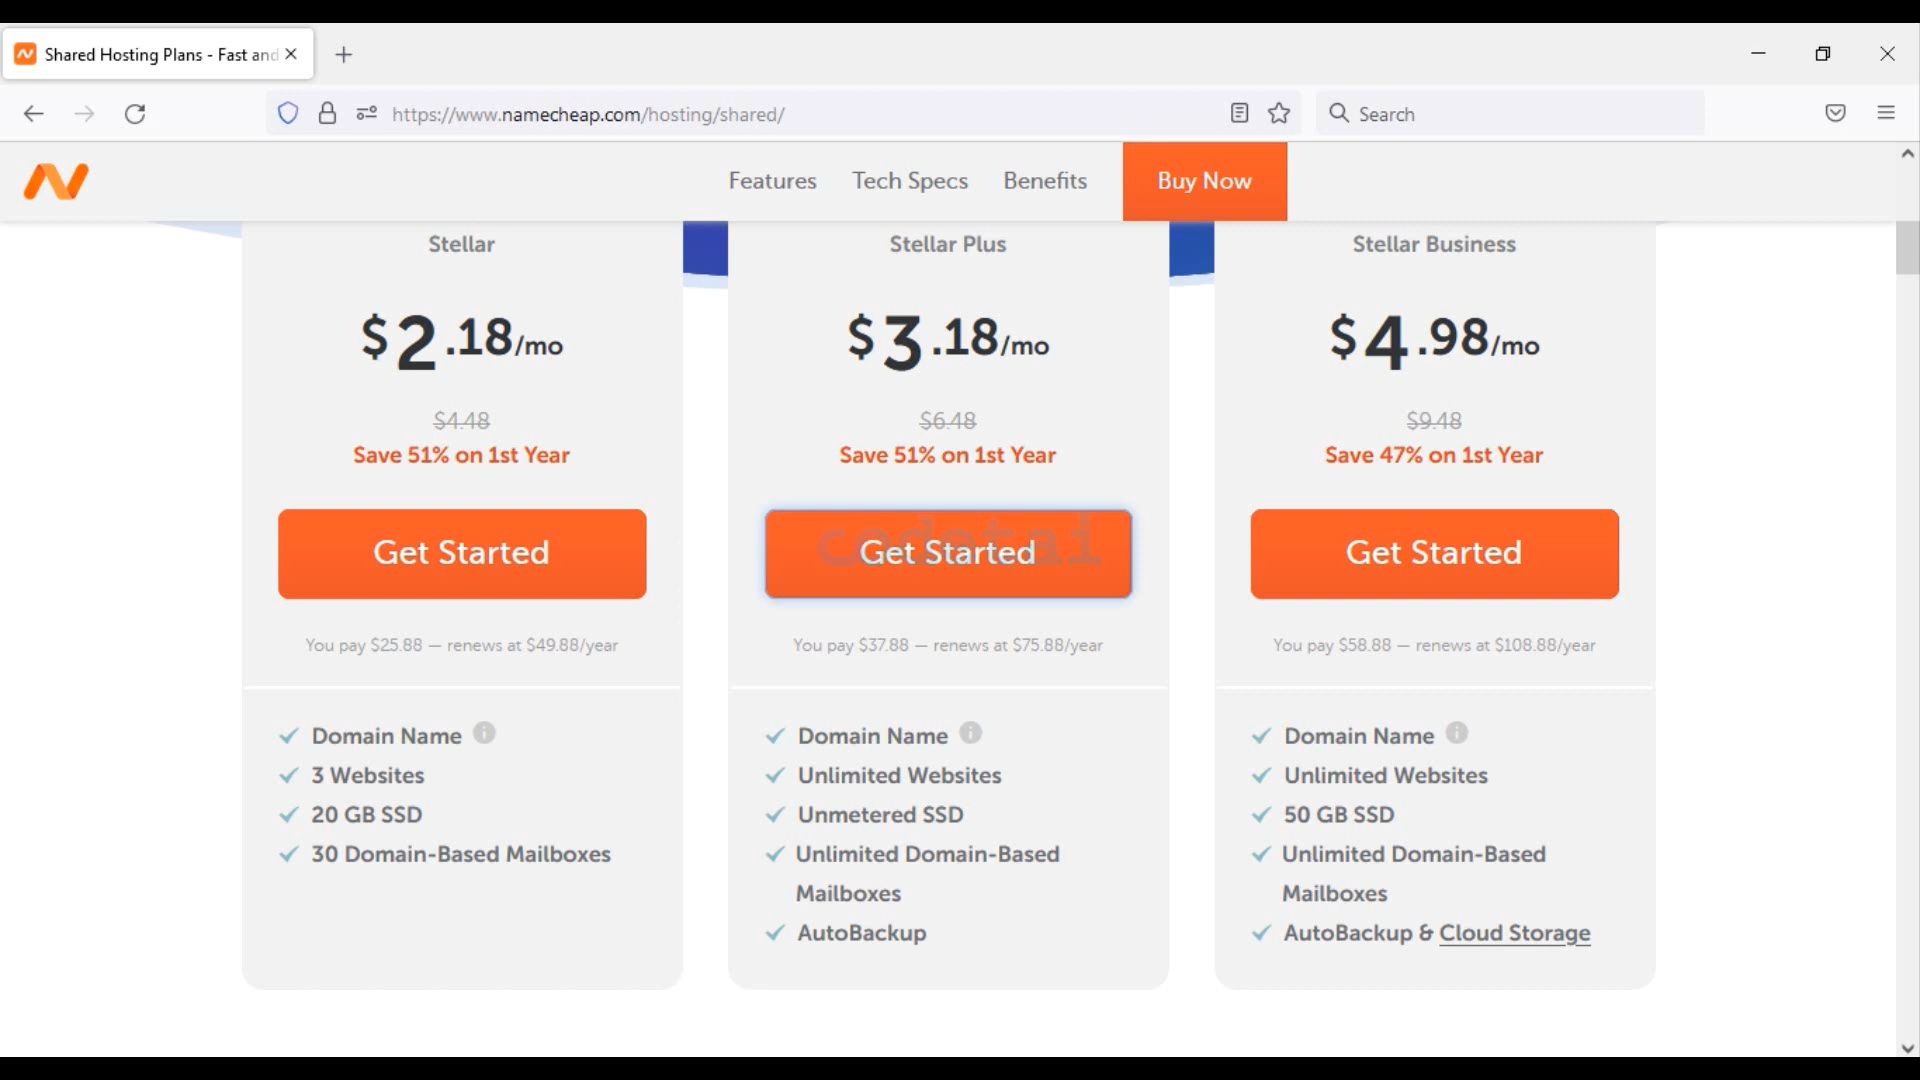 Shared Hosting Plans - Fast and
https://www.namecheap.com/hosting/shared/
Search
Features
Tech Specs
Benefits
Buy Now
Stellar
$2.18/mo
$4.48
Save 51% on 1st Year
Get Started
You pay $25.88 — renews at $49.88/year
Domain Name
3 Websites
20 GB SSD
30 Domain-Based Mailboxes
Stellar Plus
$3.18/mo
$6.48
Save 51% on 1st Year
Get Started
You pay $37.88 — renews at $75.88/year
Domain Name
Unlimited Websites
Unmetered SSD
Unlimited Domain-Based
Mailboxes
AutoBackup
Stellar Business
$4.98/mo
$9.48
Save 47% on 1st Year
Get Started
You pay $58.88 — renews at $108.88/year
Domain Name
Unlimited Websites
50 GB SSD
Unlimited Domain-Based
Mailboxes
AutoBackup & Cloud Storage